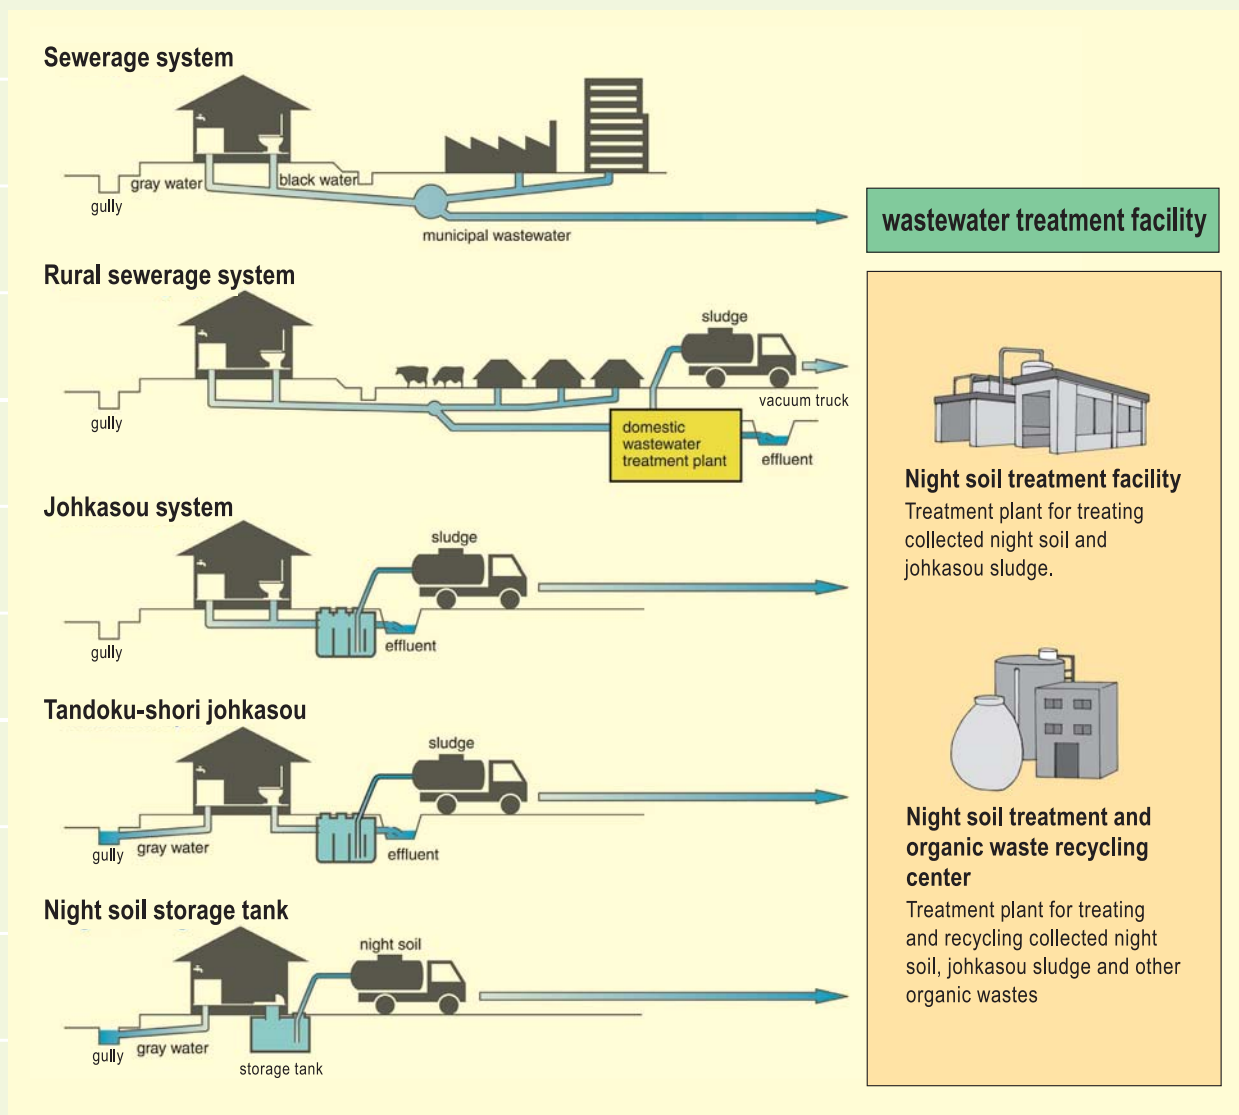 Sewerage system
gray water
black water
gully
municipal wastewater
wastewater treatment facility
Rural sewerage system
sludge
vacuum truck
gully
domestic
wastewater
treatment plant
effluent
Night soil treatment facility
Treatment plant for treating
collected night soil and
johkasou sludge.
Johkasou system
sludge
gully
effluent
Tandoku-shori johkasou
sludge
gully
gray water
effluent
Night soil treatment and
organic waste recycling
center
Treatment plant for treating
and recycling collected night
soil, johkasou sludge and other
organic wastes
Night soil storage tank
night soil
gully
gray water
storage tank